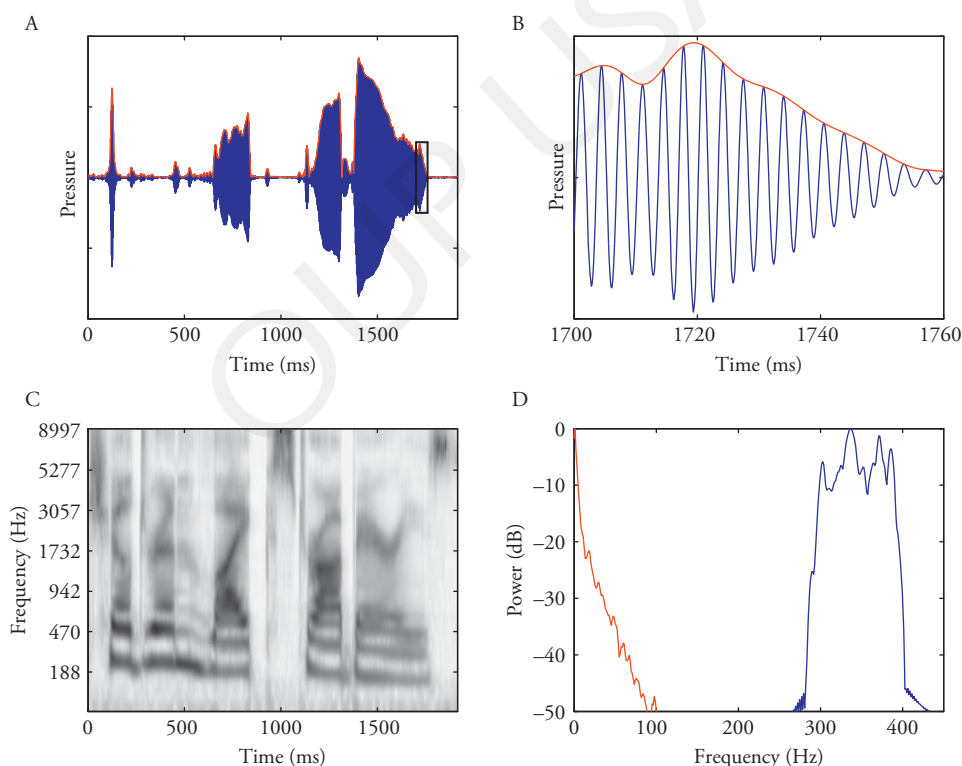 A
Pressure
0
500
1000
1500
Time (ms)
B
Pressure
1700
1720
1740
1760
Time (ms)
C
Frequency (Hz)
8997
5277
3057
1732
942
470
188
0
500
1000
1500
Time (ms)
D
Power (dB)
0
−10
−20
−30
−40
−50
0
100
200
300
400
Frequency (Hz)
OUP USA